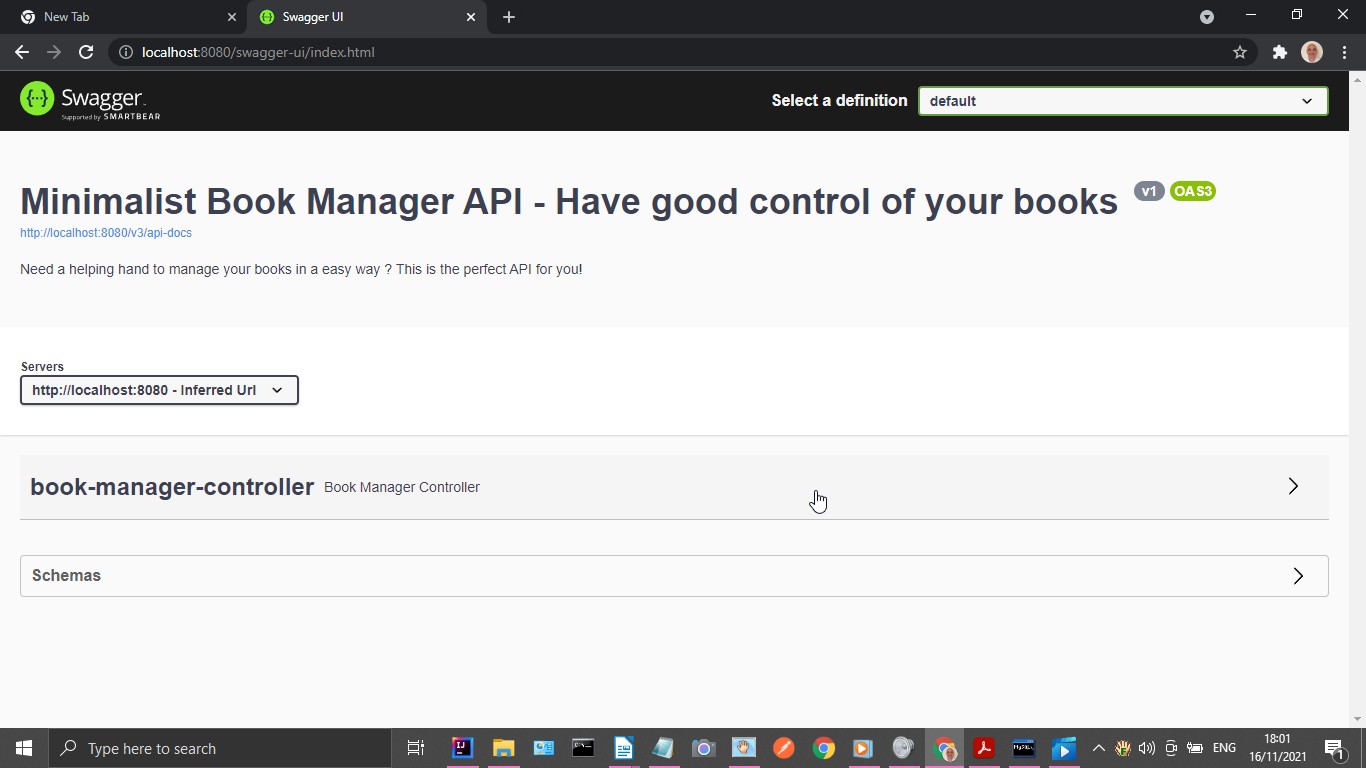 New Tab
Swagger UI
localhost:8080/swagger-ui/index.html
Swagger.
Supported by SMARTBEAR
Select a definition
default
Minimalist Book Manager API - Have good control of your books v1 OAS3
http://localhost:8080/v3/api-docs
Need a helping hand to manage your books in a easy way ? This is the perfect API for you!
Servers
http://localhost:8080 - Inferred Url
book-manager-controller Book Manager Controller
Schemas
Type here to search
IJ
MySQL
ENG
18:01
16/11/2021
1